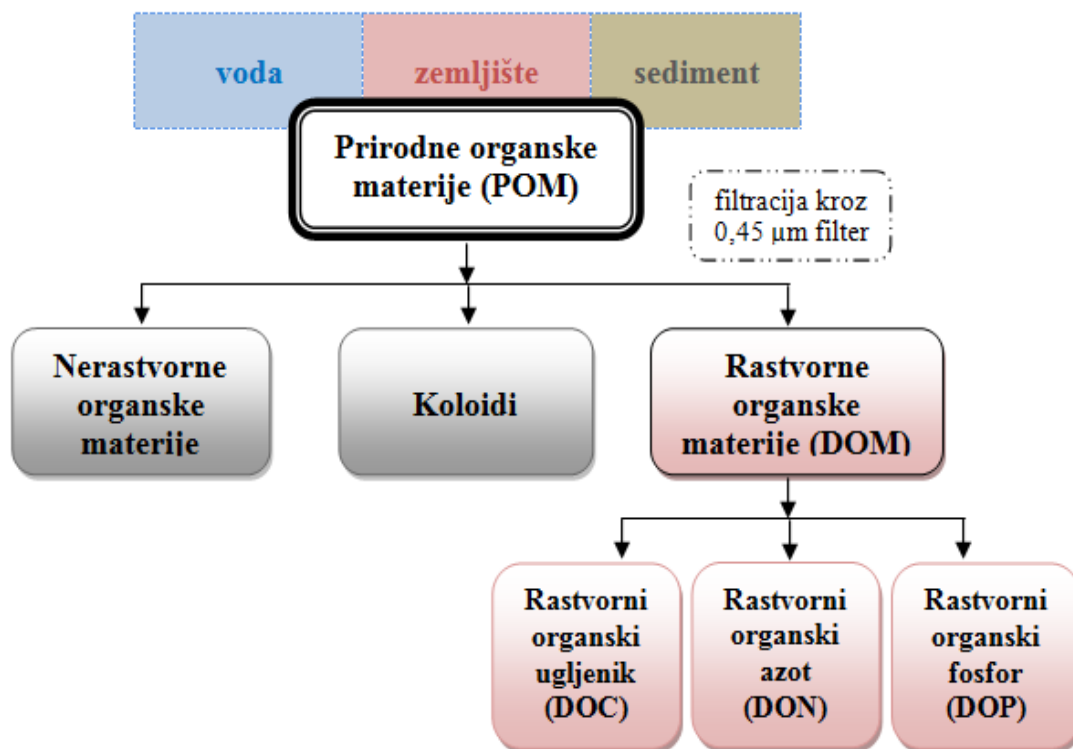 voda
zemljište
sediment
Prirodne organske
materije (POM)
filtracija kroz
0,45 µm filter
Nerastvorne
organske
materije
Koloidi
Rastvorne
organske
materije (DOM)
Rastvorni
organski
ugljenik
(DOC)
Rastvorni
organski
azot
(DON)
Rastvorni
organski
fosfor
(DOP)